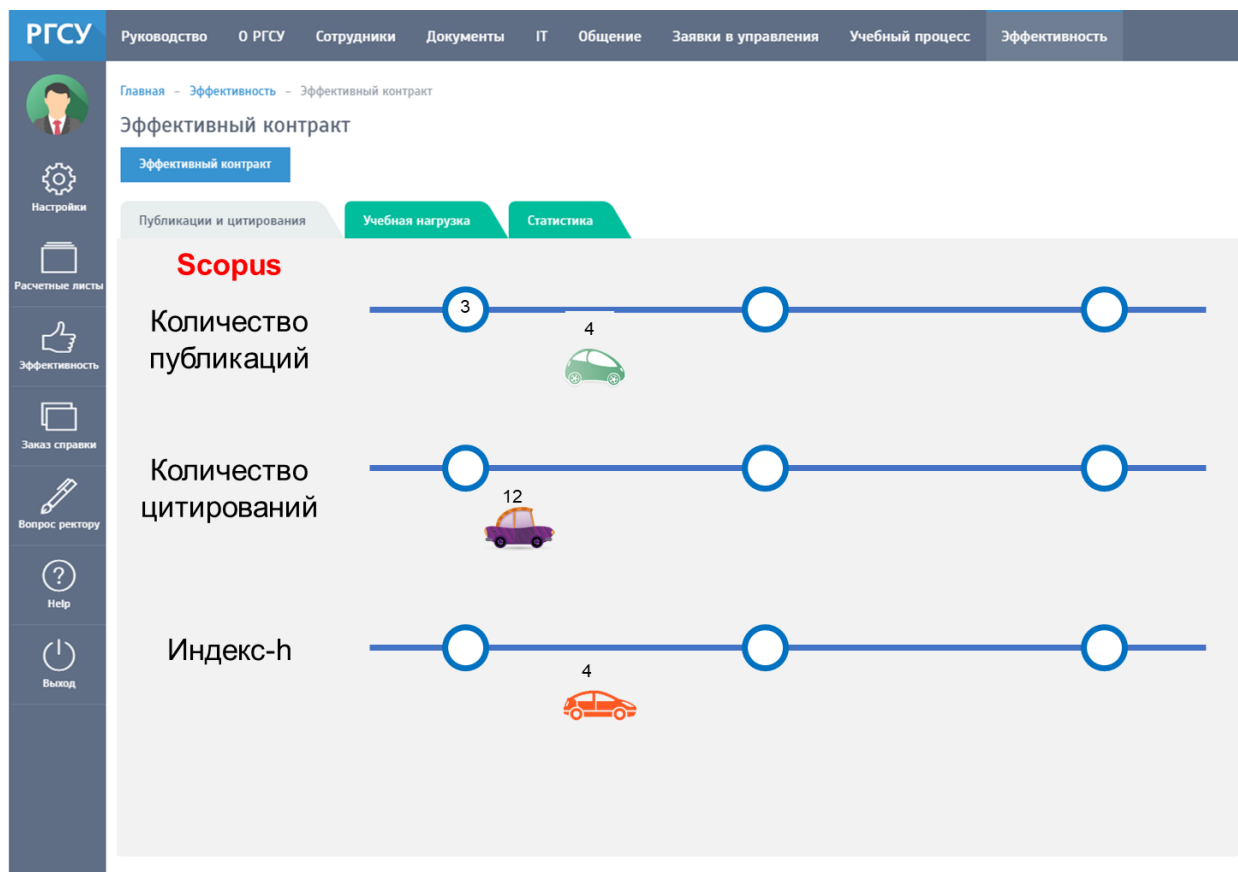 РГСУ
Руководство О РГСУ Сотрудники Документы IT Общение Заявки в управления Учебный процесс Эффективность
Главная – Эффективность – Эффективный контракт
Эффективный контракт
Эффективный контракт
Публикации и цитирования Учебная нагрузка Статистика
Настройки
Расчетные листы
Эффективность
Заказ справки
Вопрос ректору
Help
Выход
Scopus
Количество
публикаций
3
4
Количество
цитирований
12
Индекс-h
4